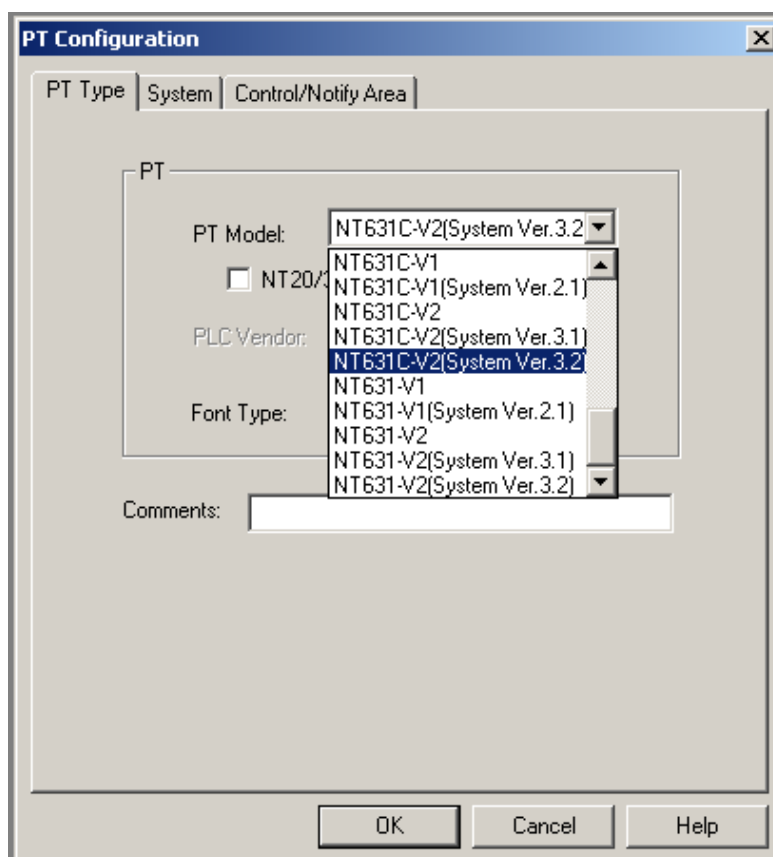 PT Configuration
PT Type System Control/Notify Area
PT
PT Model: NT631C-V2(System Ver.3.2
NT631C-V1
NT20/3 NT631C-V1(System Ver.2.1)
NT631C-V2
PLC Vendor: NT631C-V2(System Ver.3.1)
NT631C-V2(System Ver.3.2)
NT631-V1
Font Type: NT631-V1(System Ver.2.1)
NT631-V2
NT631-V2(System Ver.3.1)
NT631-V2(System Ver.3.2)
Comments:
OK Cancel Help